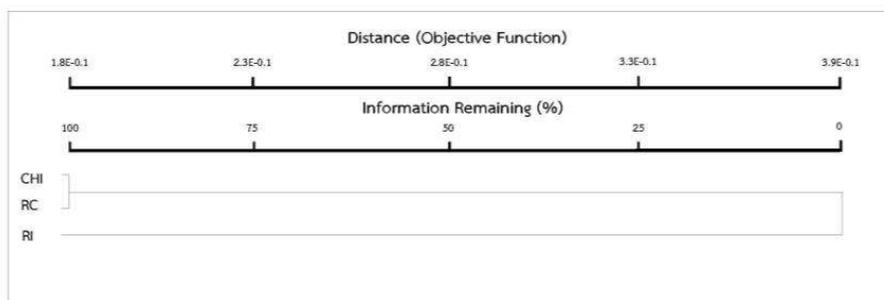 Distance (Objective Function)
1.8E-0.1 2.3E-0.1 2.8E-0.1 3.3E-0.1 3.9E-0.1
Information Remaining (%)
100 75 50 25 0
CHI
RC
RI